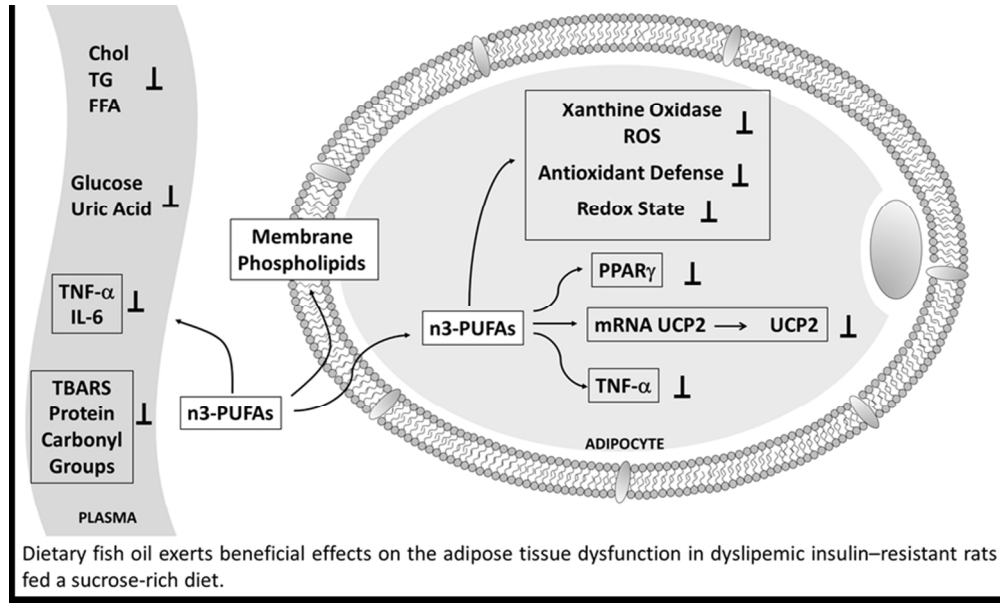 Chol
TG
FFA
Glucose
Uric Acid
TNF-α
IL-6
TBARS
Protein
Carbonyl
Groups
PLASMA
n3-PUFAs
Membrane
Phospholipids
n3-PUFAs
Xanthine Oxidase
ROS
Antioxidant Defense
Redox State
PPARγ
mRNA UCP2 → UCP2
TNF-α
ADIPOCYTE
Dietary fish oil exerts beneficial effects on the adipose tissue dysfunction in dyslipemic insulin–resistant rats
fed a sucrose-rich diet.